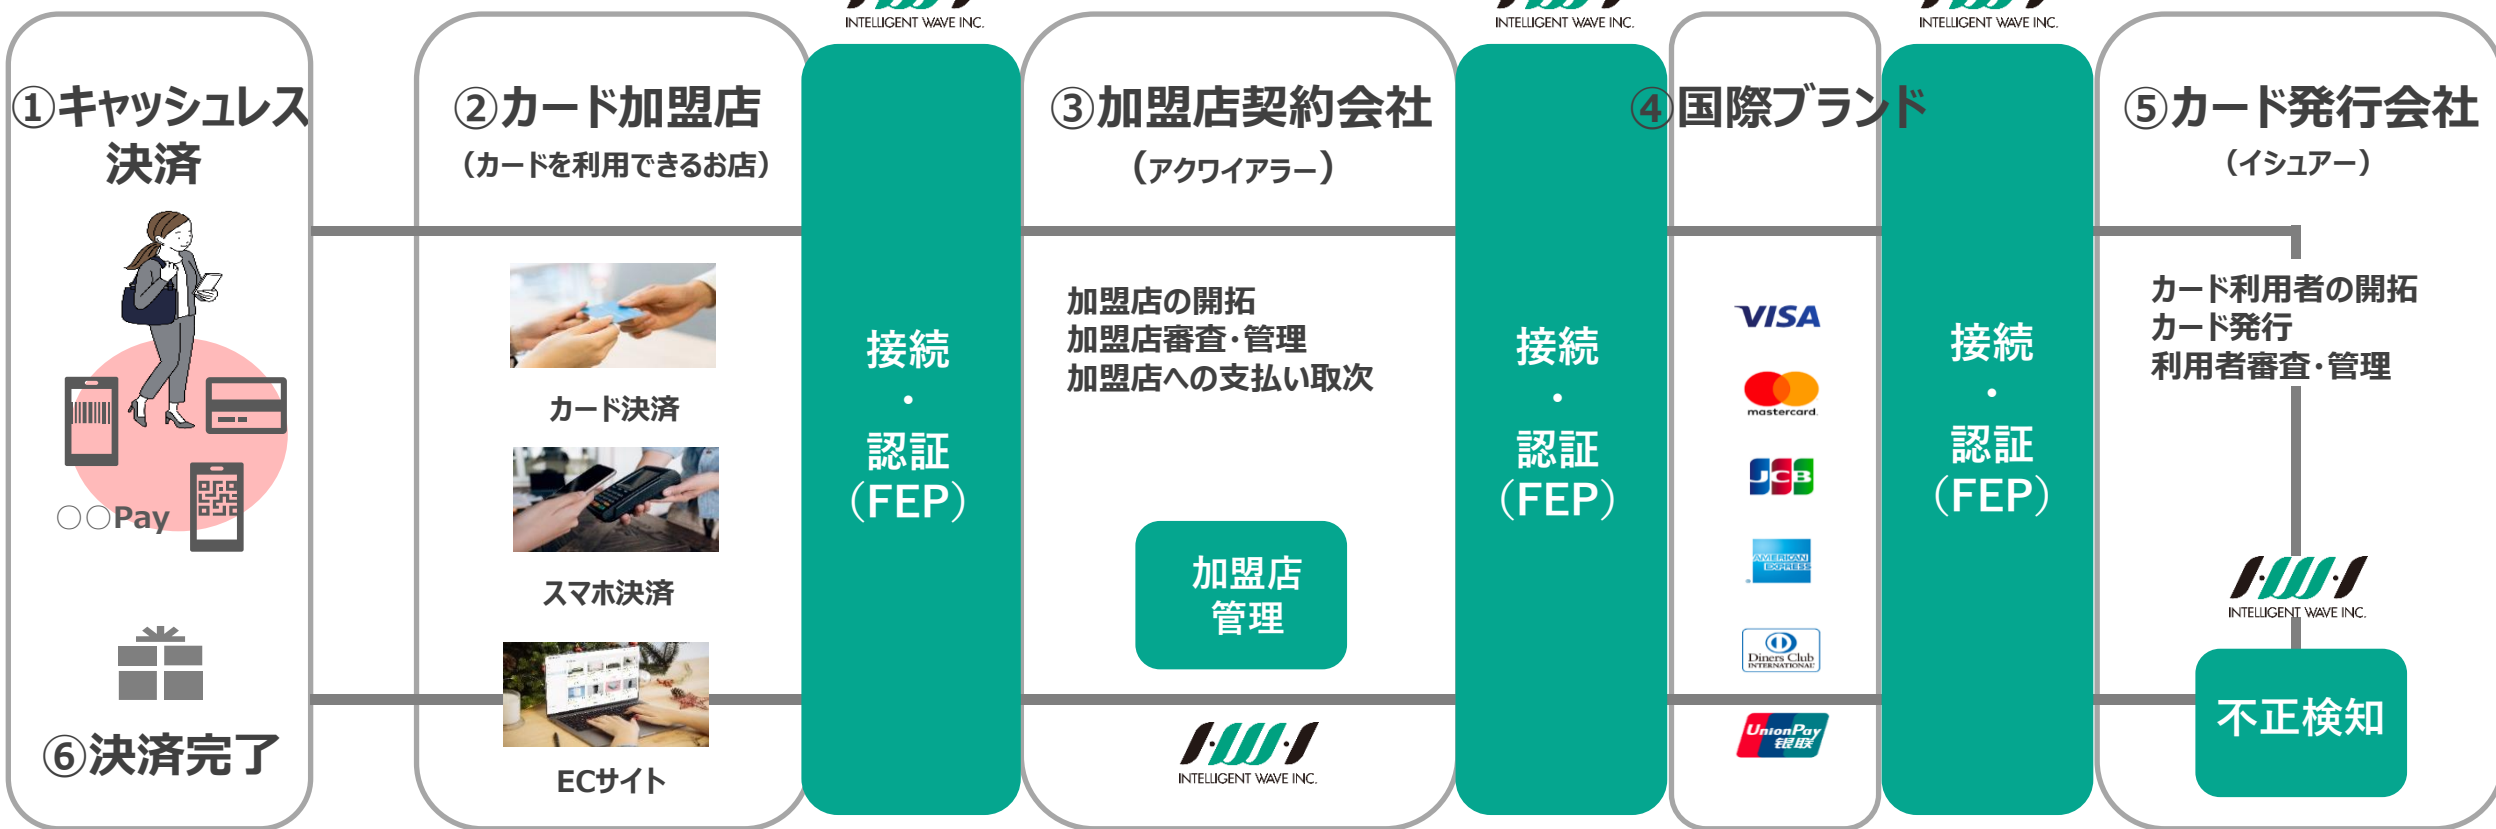 INTELLIGENT WAVE INC.
INTELLIGENT WAVE INC.
INTELLIGENT WAVE INC.
①キャッシュレス
決済
○○Pay
⑥決済完了
②カード加盟店
（カードを利用できるお店）
カード決済
スマホ決済
ECサイト
接続
・
認証
（FEP）
③加盟店契約会社
（アクワイアラー）
加盟店の開拓
加盟店審査・管理
加盟店への支払い取次
加盟店
管理
INTELLIGENT WAVE INC.
接続
・
認証
（FEP）
④国際ブランド
VISA
mastercard.
JCB
AMERICAN
EXPRESS
Diners Club
INTERNATIONAL
UnionPay
银联
接続
・
認証
（FEP）
⑤カード発行会社
（イシュアー）
カード利用者の開拓
カード発行
利用者審査・管理
INTELLIGENT WAVE INC.
不正検知